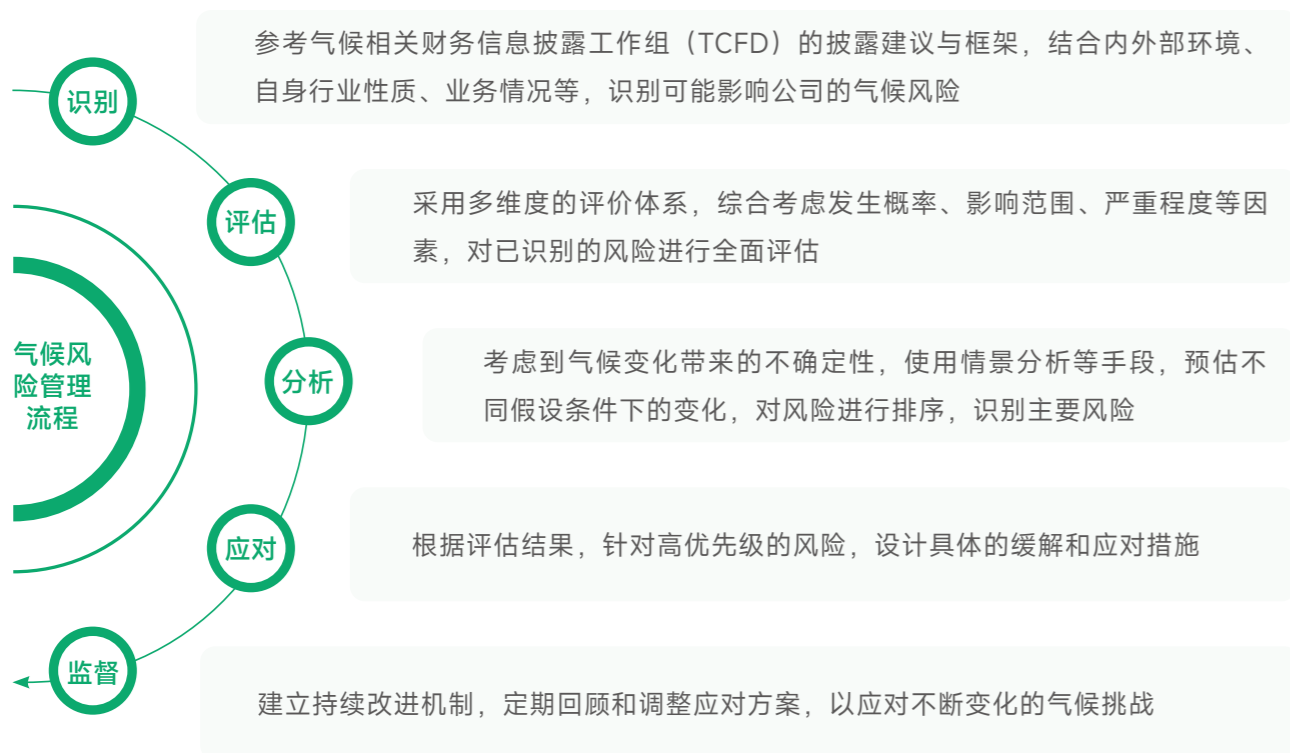 参考气候相关财务信息披露工作组（TCFD）的披露建议与框架，结合内外部环境、
自身行业性质、业务情况等，识别可能影响公司的气候风险
识别
采用多维度的评价体系，综合考虑发生概率、影响范围、严重程度等因
素，对已识别的风险进行全面评估
评估
气候风
险管理
流程
考虑到气候变化带来的不确定性，使用情景分析等手段，预估不
同假设条件下的变化，对风险进行排序，识别主要风险
分析
根据评估结果，针对高优先级的风险，设计具体的缓解和应对措施
应对
建立持续改进机制，定期回顾和调整应对方案，以应对不断变化的气候挑战
监督